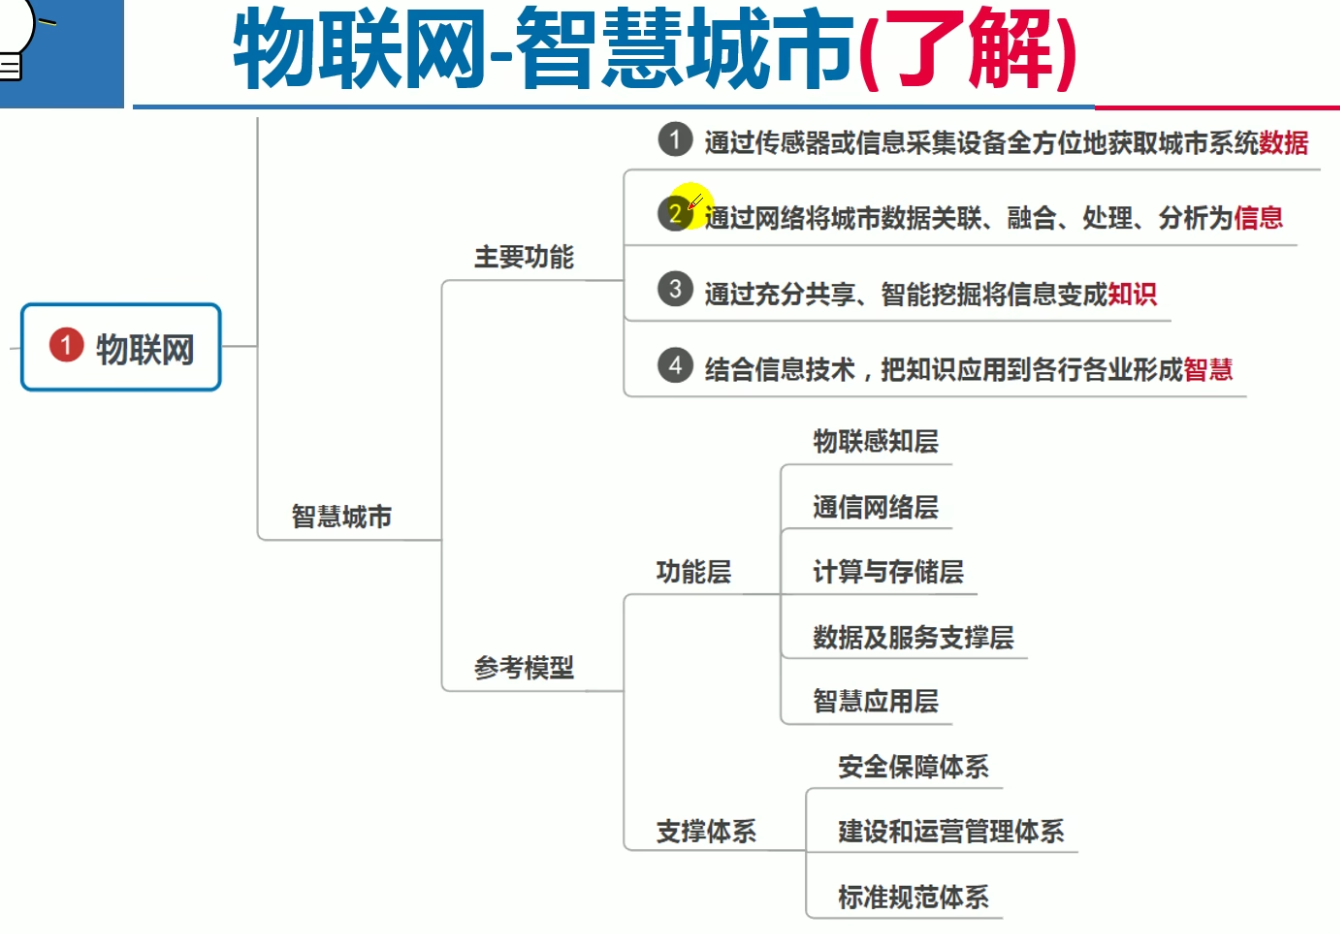 物联网-智慧城市(了解)
1 通过传感器或信息采集设备全方位地获取城市系统数据
2 通过网络将城市数据关联、融合、处理、分析为信息
主要功能
3 通过充分共享、智能挖掘将信息变成知识
1 物联网
4 结合信息技术，把知识应用到各行各业形成智慧
物联感知层
通信网络层
智慧城市
功能层
计算与存储层
数据及服务支撑层
参考模型
智慧应用层
安全保障体系
支撑体系
建设和运营管理体系
标准规范体系